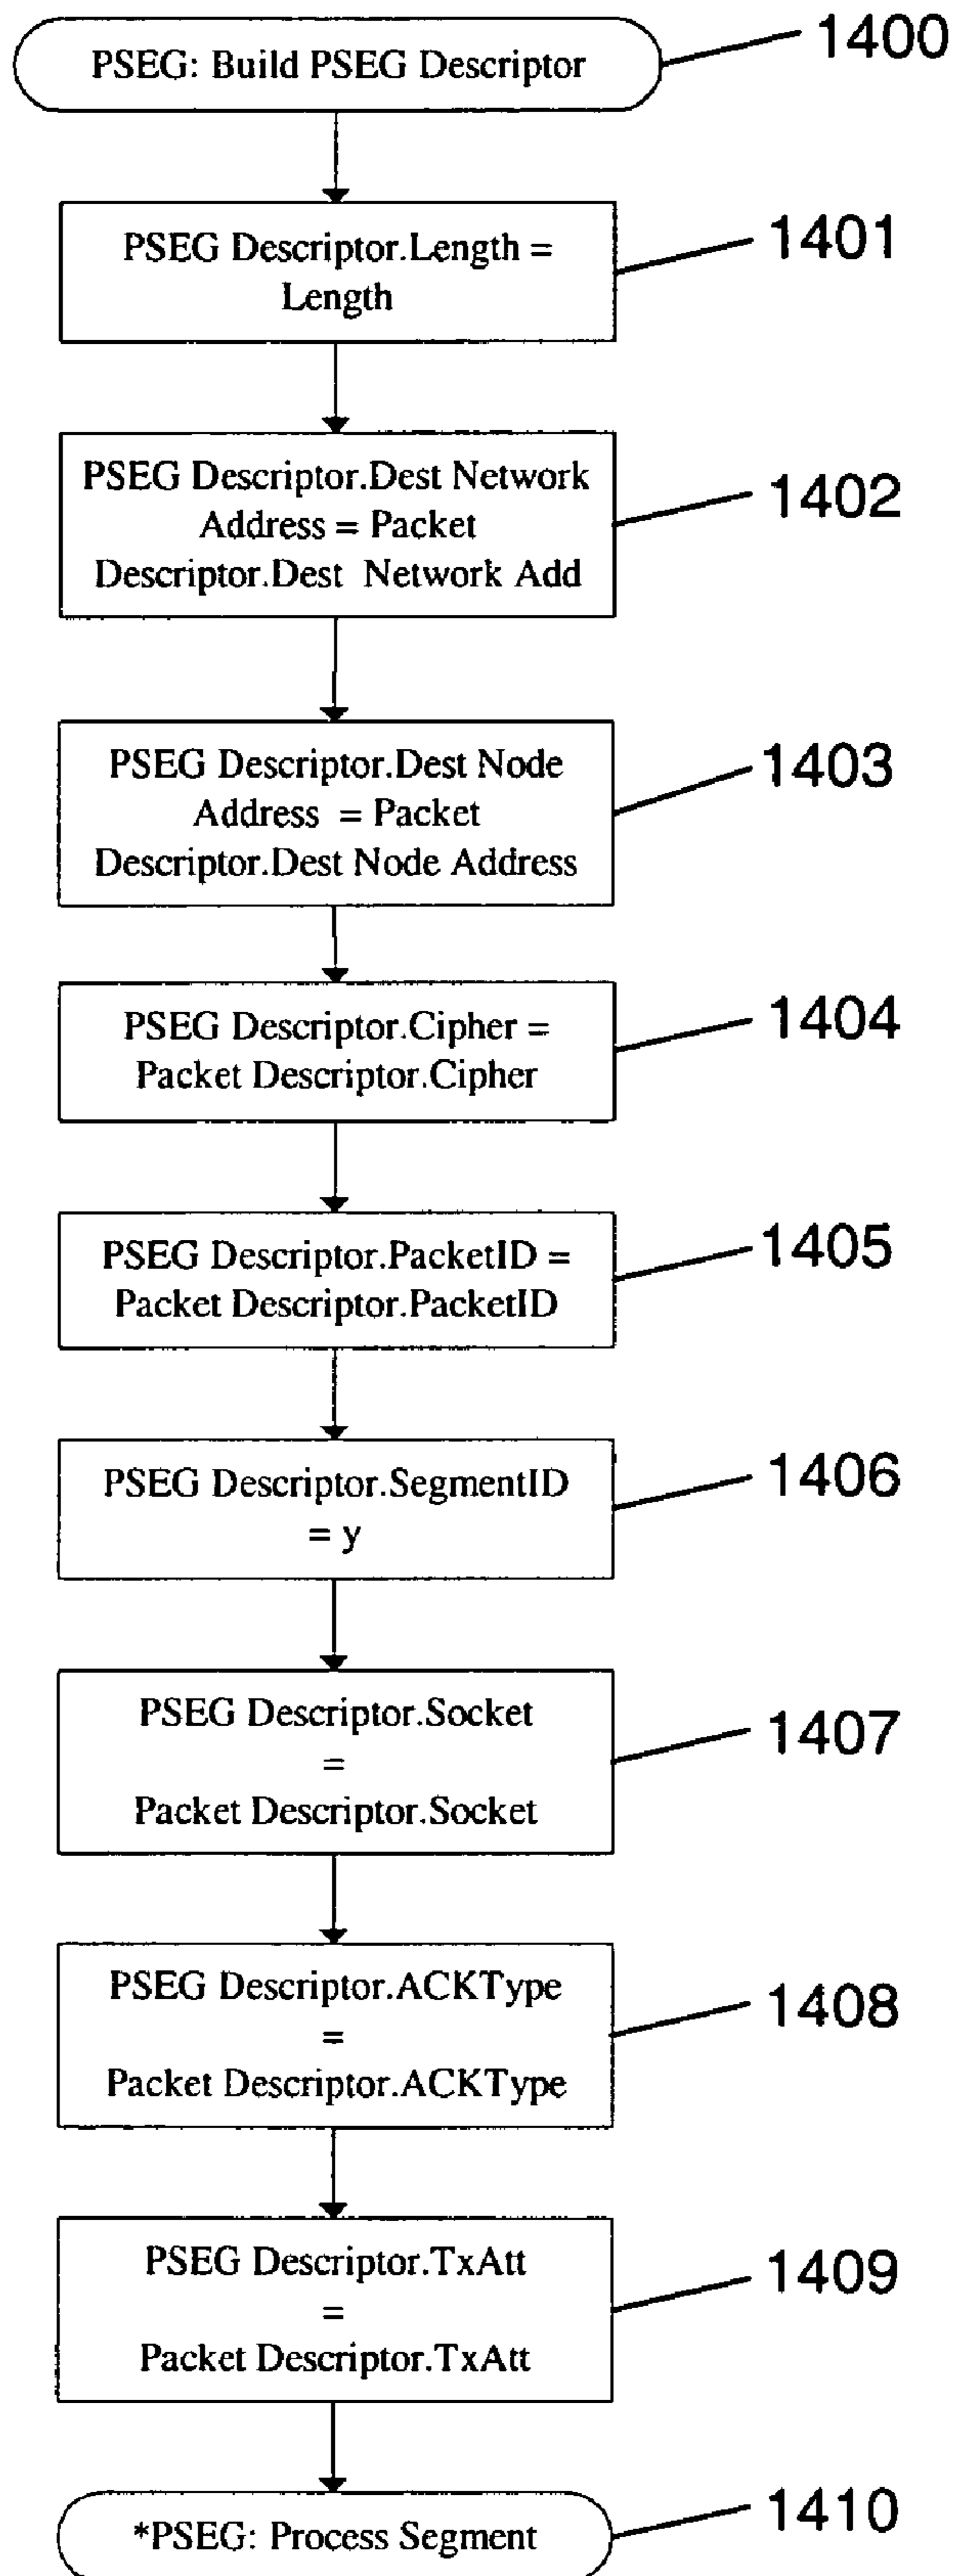 PSEG: Build PSEG Descriptor
1400
PSEG Descriptor.Length =
Length
1401
PSEG Descriptor.Dest Network
Address = Packet
Descriptor.Dest Network Add
1402
PSEG Descriptor.Dest Node
Address = Packet
Descriptor.Dest Node Address
1403
PSEG Descriptor.Cipher =
Packet Descriptor.Cipher
1404
PSEG Descriptor.PacketID =
Packet Descriptor.PacketID
1405
PSEG Descriptor.SegmentID
= y
1406
PSEG Descriptor.Socket
=
Packet Descriptor.Socket
1407
PSEG Descriptor.ACKType
=
Packet Descriptor.ACKType
1408
PSEG Descriptor.TxAtt
=
Packet Descriptor.TxAtt
1409
*PSEG: Process Segment
1410